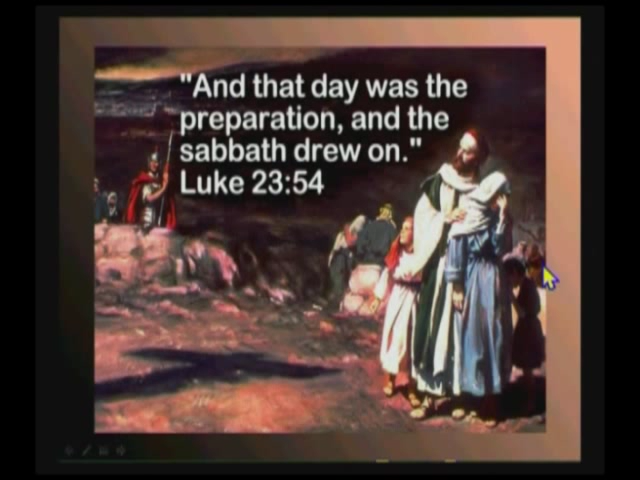 "And that day was the
preparation, and the
sabbath drew on."
Luke 23:54